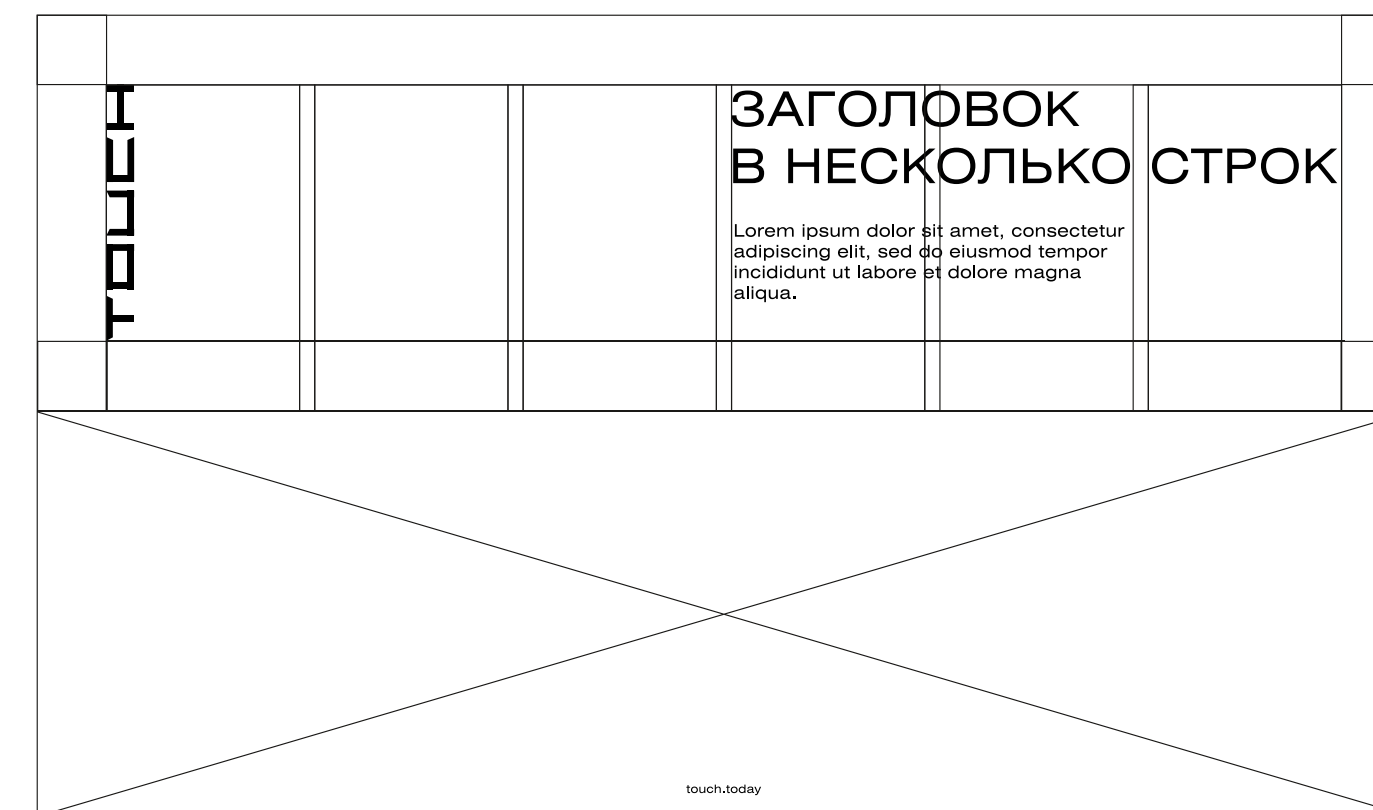 TOUCH
ЗАГОЛОВОК
В НЕСКОЛЬКО СТРОК
Lorem ipsum dolor sit amet, consectetur
adipiscing elit, sed do eiusmod tempor
incididunt ut labore et dolore magna
aliqua.
touch.today